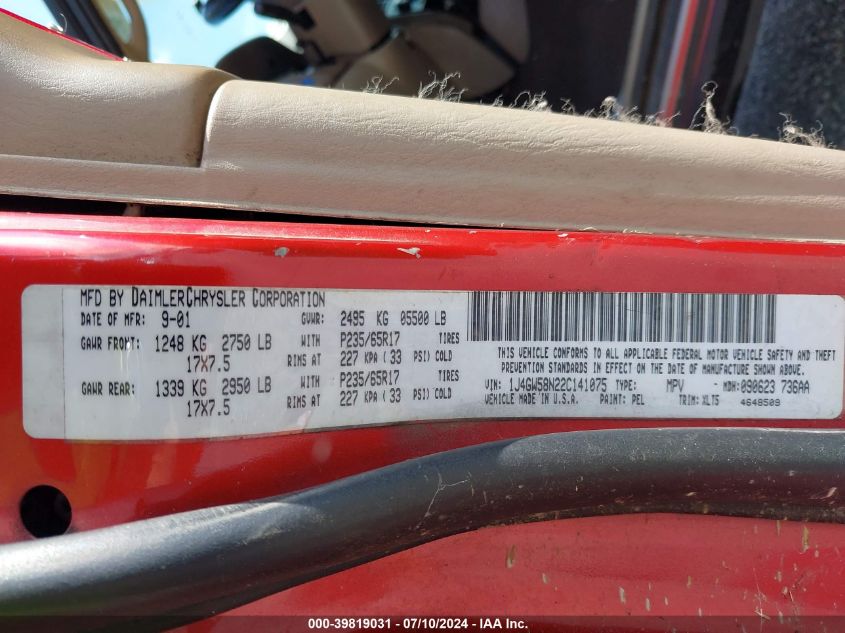 MFD BY DAIMLERCHRYSLER CORPORATION
DATE OF MFR: 9-01 GVWR: 2495 KG 05500 LB
GAWR FRONT: 1248 KG 2750 LB WITH P235/65R17 TIRES
17X7.5 RIMS AT 227 KPA ( 33 PSI) COLD
GAWR REAR: 1339 KG 2950 LB WITH P235/65R17 TIRES
17X7.5 RIMS AT 227 KPA ( 33 PSI) COLD
THIS VEHICLE CONFORMS TO ALL APPLICABLE FEDERAL MOTOR VEHICLE SAFETY AND THEFT
PREVENTION STANDARDS IN EFFECT ON THE DATE OF MANUFACTURE SHOWN ABOVE.
VIN: 1J4GW58N22C141075 TYPE: MPV MDH: 090623 736AA
VEHICLE MADE IN U.S.A. PAINT: PEL TRIM: XLT5 4648509
000-39819031 - 07/10/2024 - IAA Inc.